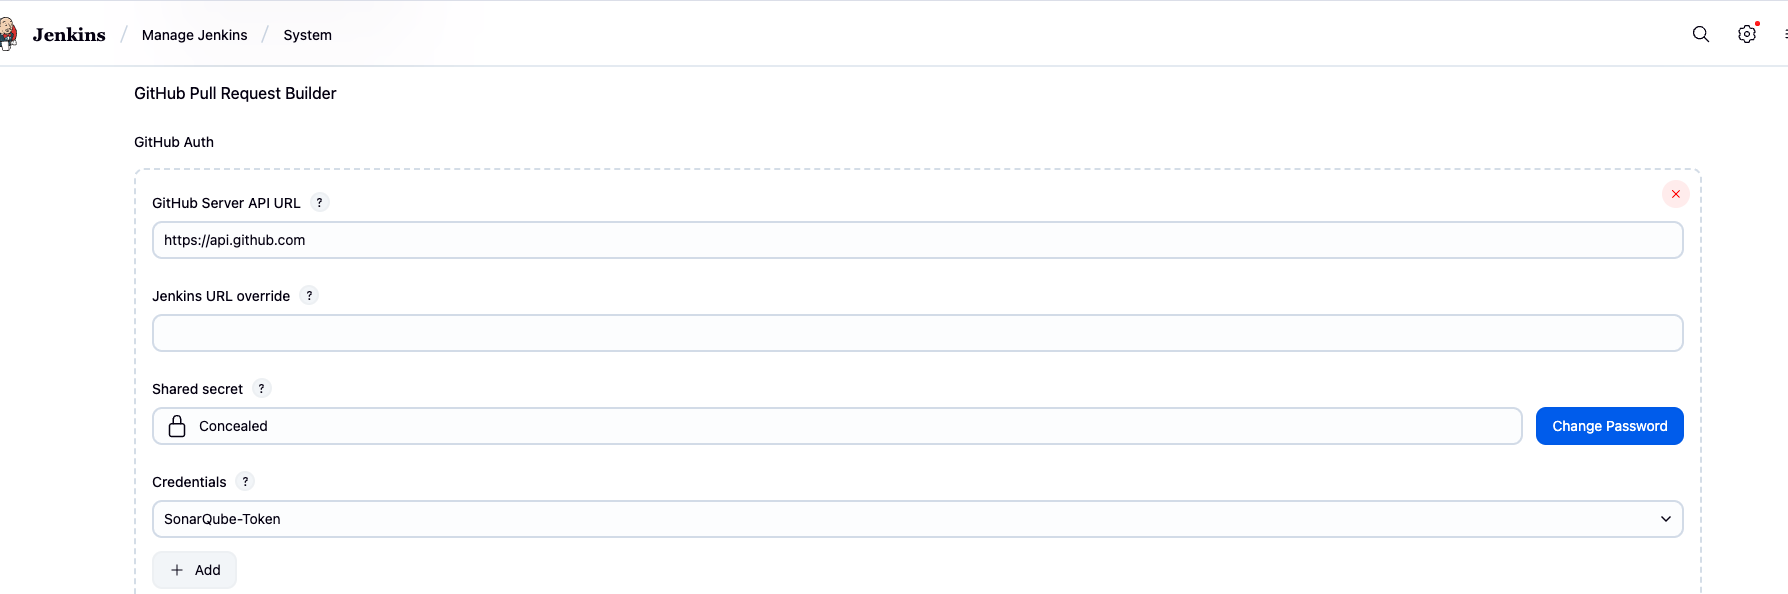 Jenkins / Manage Jenkins / System
GitHub Pull Request Builder
GitHub Auth
GitHub Server API URL ?
https://api.github.com
Jenkins URL override ?
Shared secret ?
Concealed
Change Password
Credentials ?
SonarQube-Token
+ Add